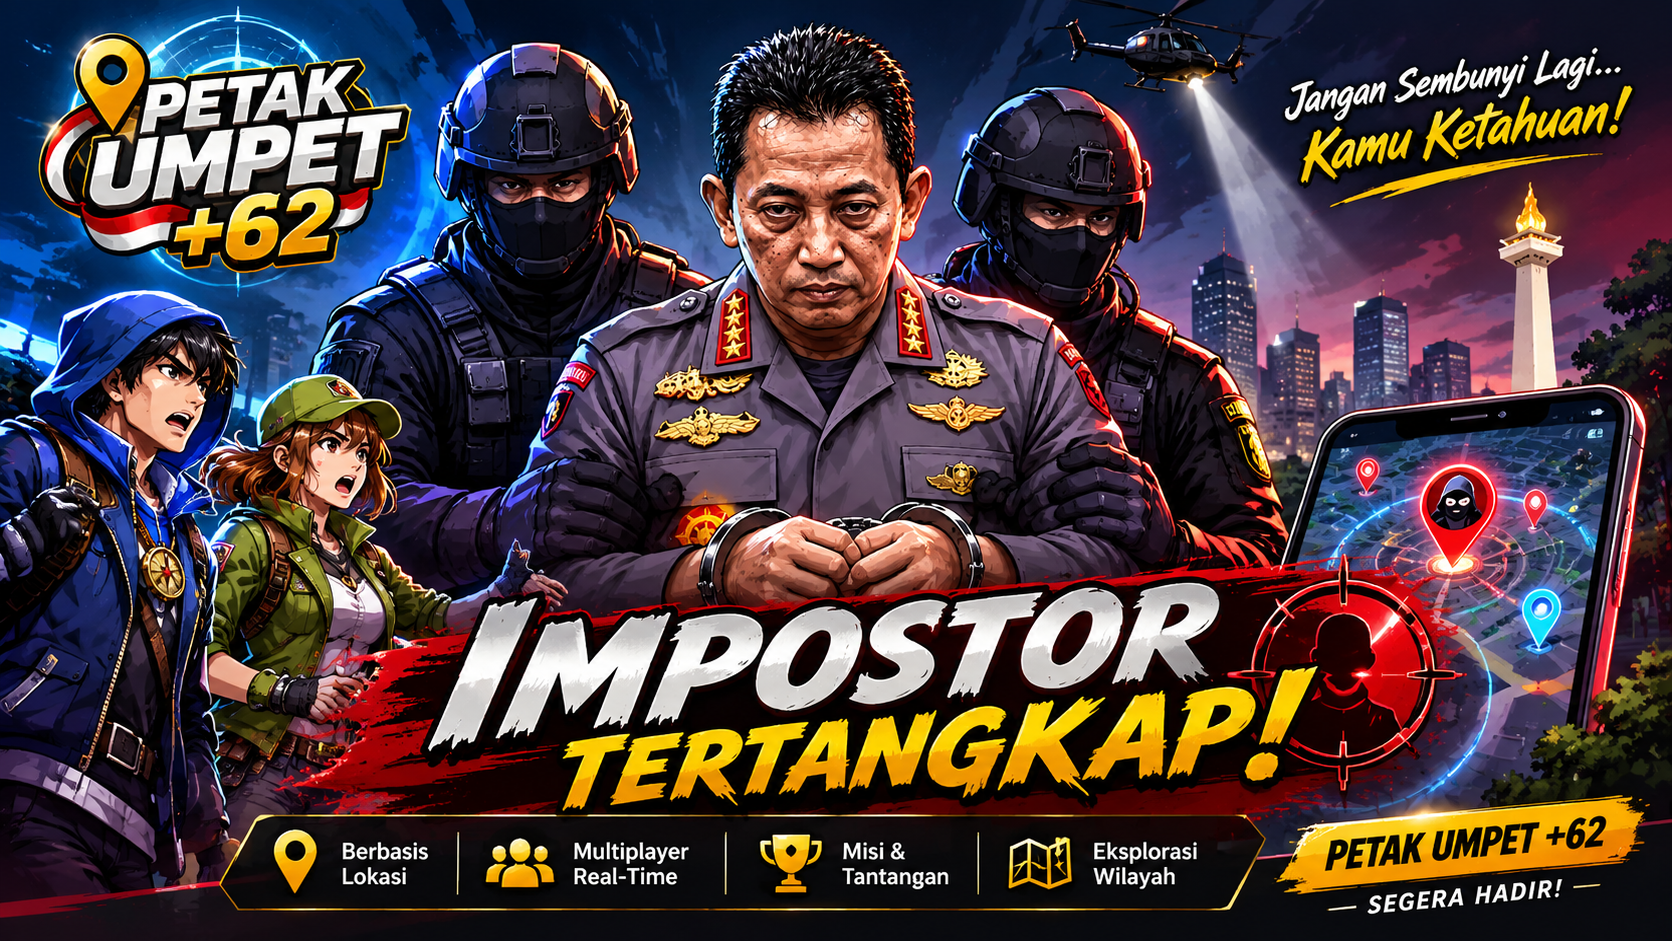 PETAK
UMPET
+62
Jangan Sembunyi Lagi...
Kamu Ketahuan!
IMPOSTOR
TERTANGKAP!
Berbasis
Lokasi
Multiplayer
Real-Time
Misi &
Tantangan
Eksplorasi
Wilayah
PETAK UMPET +62
SEGERA HADIR!